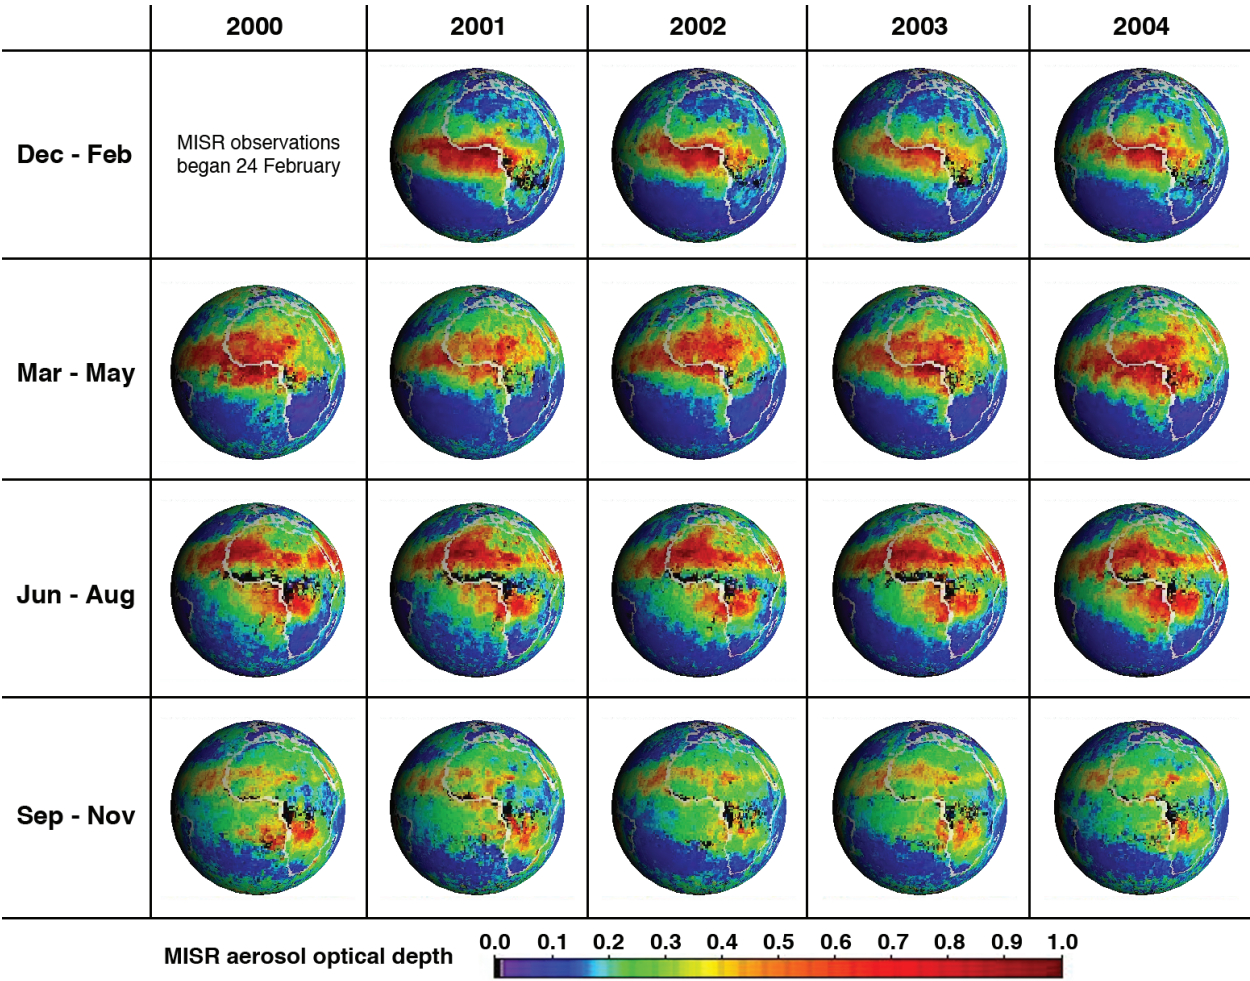 2000 2001 2002 2003 2004
Dec - Feb
MISR observations
began 24 February
Mar - May
Jun - Aug
Sep - Nov
MISR aerosol optical depth
0.0 0.1 0.2 0.3 0.4 0.5 0.6 0.7 0.8 0.9 1.0